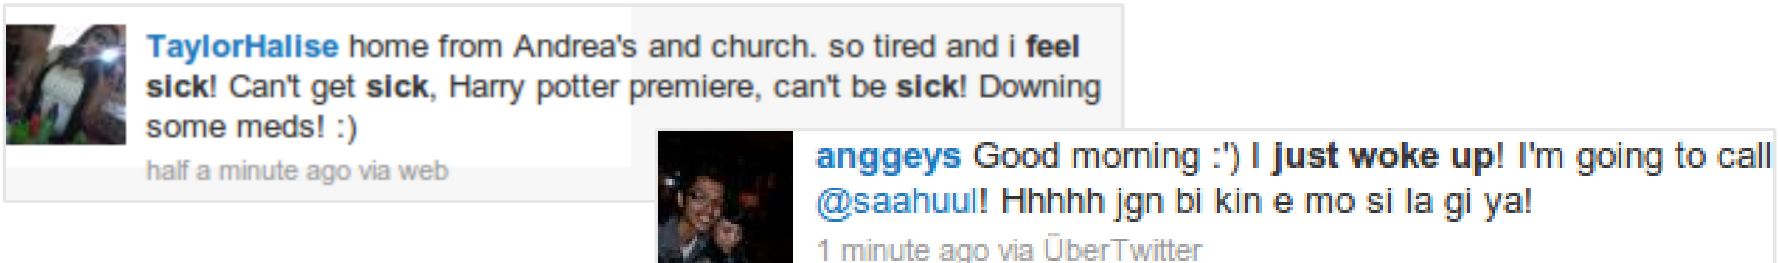 TaylorHalise home from Andrea's and church. so tired and i feel
sick! Can't get sick, Harry potter premiere, can't be sick! Downing
some meds! :)
half a minute ago via web
anggeys Good morning :') I just woke up! I'm going to call
@saahuul! Hhhhh jgn bi kin e mo si la gi ya!
1 minute ago via ÜberTwitter